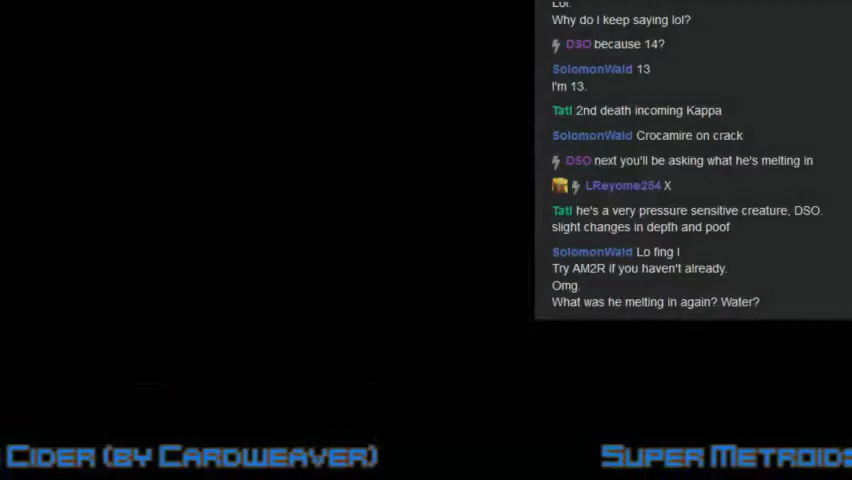 Lol.
Why do I keep saying lol?
DSO because 14?
SolomonWald 13
I'm 13.
Tatl 2nd death incoming Kappa
SolomonWald Crocamire on crack
DSO next you'll be asking what he's melting in
LReyome254 X
Tatl he's a very pressure sensitive creature, DSO.
slight changes in depth and poof
SolomonWald Lo fing l
Try AM2R if you haven't already.
Omg.
What was he melting in again? Water?
Cider (by Cardweaver)
Super Metroids